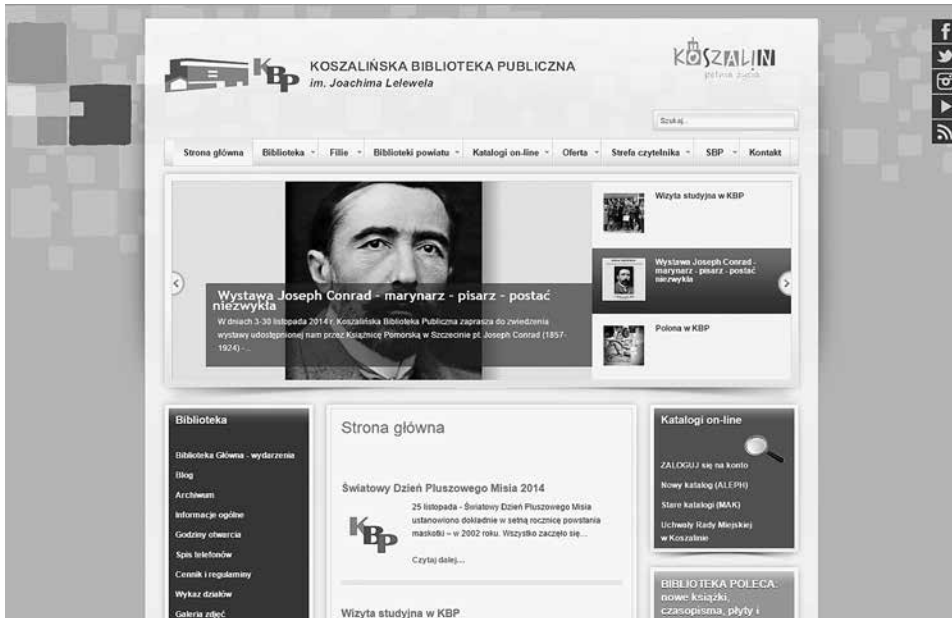 KBP
KOSZALIŃSKA BIBLIOTEKA PUBLICZNA
im. Joachima Lelewela
KOSZALIN
pełnia życia
Szukaj...
Strona główna
Biblioteka
Filie
Biblioteki powiatu
Katalogi on-line
Oferta
Strefa czytelnika
SBP
Kontakt
Wystawa Joseph Conrad - marynarz - pisarz - postać
niezwykła
W dniach 3-30 listopada 2014 r. Koszalińska Biblioteka Publiczna zaprasza do zwiedzenia
wystawy udostępnionej nam przez Książnicę Pomorską w Szczecinie pt. Joseph Conrad (1857-
1924) -...
Wizyta studyjna w KBP
Wystawa Joseph Conrad -
marynarz - pisarz - postać
niezwykła
Polona w KBP
Biblioteka
Biblioteka Główna - wydarzenia
Blog
Archiwum
Informacje ogólne
Godziny otwarcia
Spis telefonów
Cennik i regulaminy
Wykaz działów
Galeria zdjęć
Strona główna
Światowy Dzień Pluszowego Misia 2014
KBP
25 listopada - Światowy Dzień Pluszowego Misia
ustanowiono dokładnie w setną rocznicę powstania
maskotki – w 2002 roku. Wszystko zaczęło się...
Czytaj dalej...
Wizyta studyjna w KBP
Katalogi on-line
ZALOGUJ się na konto
Nowy katalog (ALEPH)
Stare katalogi (MAK)
Uchwały Rady Miejskiej
w Koszalinie
BIBLIOTEKA POLECA:
nowe książki,
czasopisma, płyty i